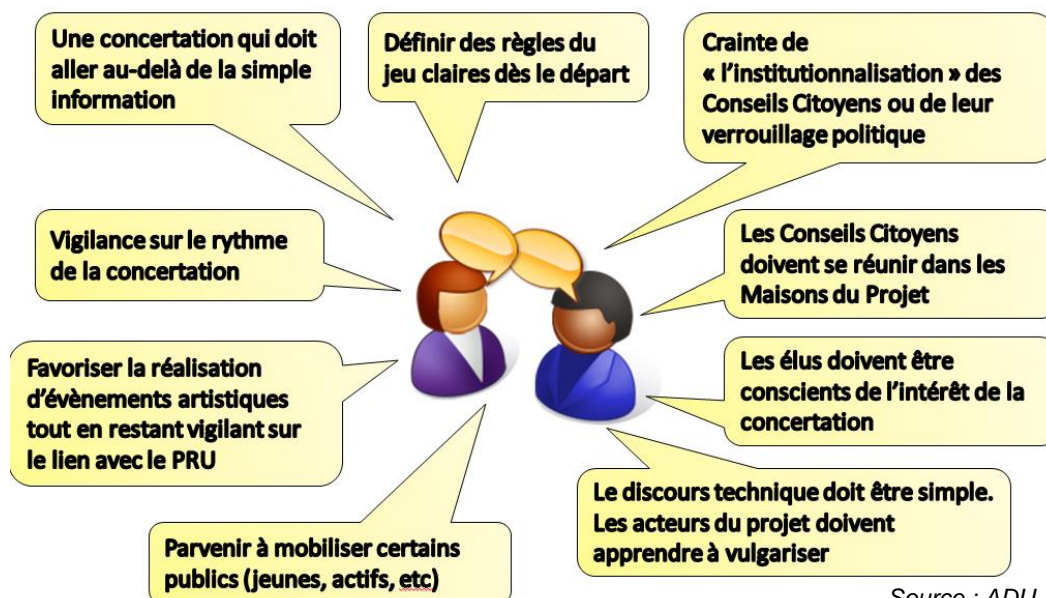 Une concertation qui doit
aller au-delà de la simple
information
Définir des règles du
jeu claires dès le départ
Crainte de
« l’institutionnalisation » des
Conseils Citoyens ou de leur
verrouillage politique
Vigilance sur le rythme
de la concertation
Les Conseils Citoyens
doivent se réunir dans les
Maisons du Projet
Favoriser la réalisation
d’évènements artistiques
tout en restant vigilant sur
le lien avec le PRU
Les élus doivent être
conscients de l’intérêt de la
concertation
Parvenir à mobiliser certains
publics (jeunes, actifs, etc)
Le discours technique doit être simple.
Les acteurs du projet doivent
apprendre à vulgariser
Source : ADU